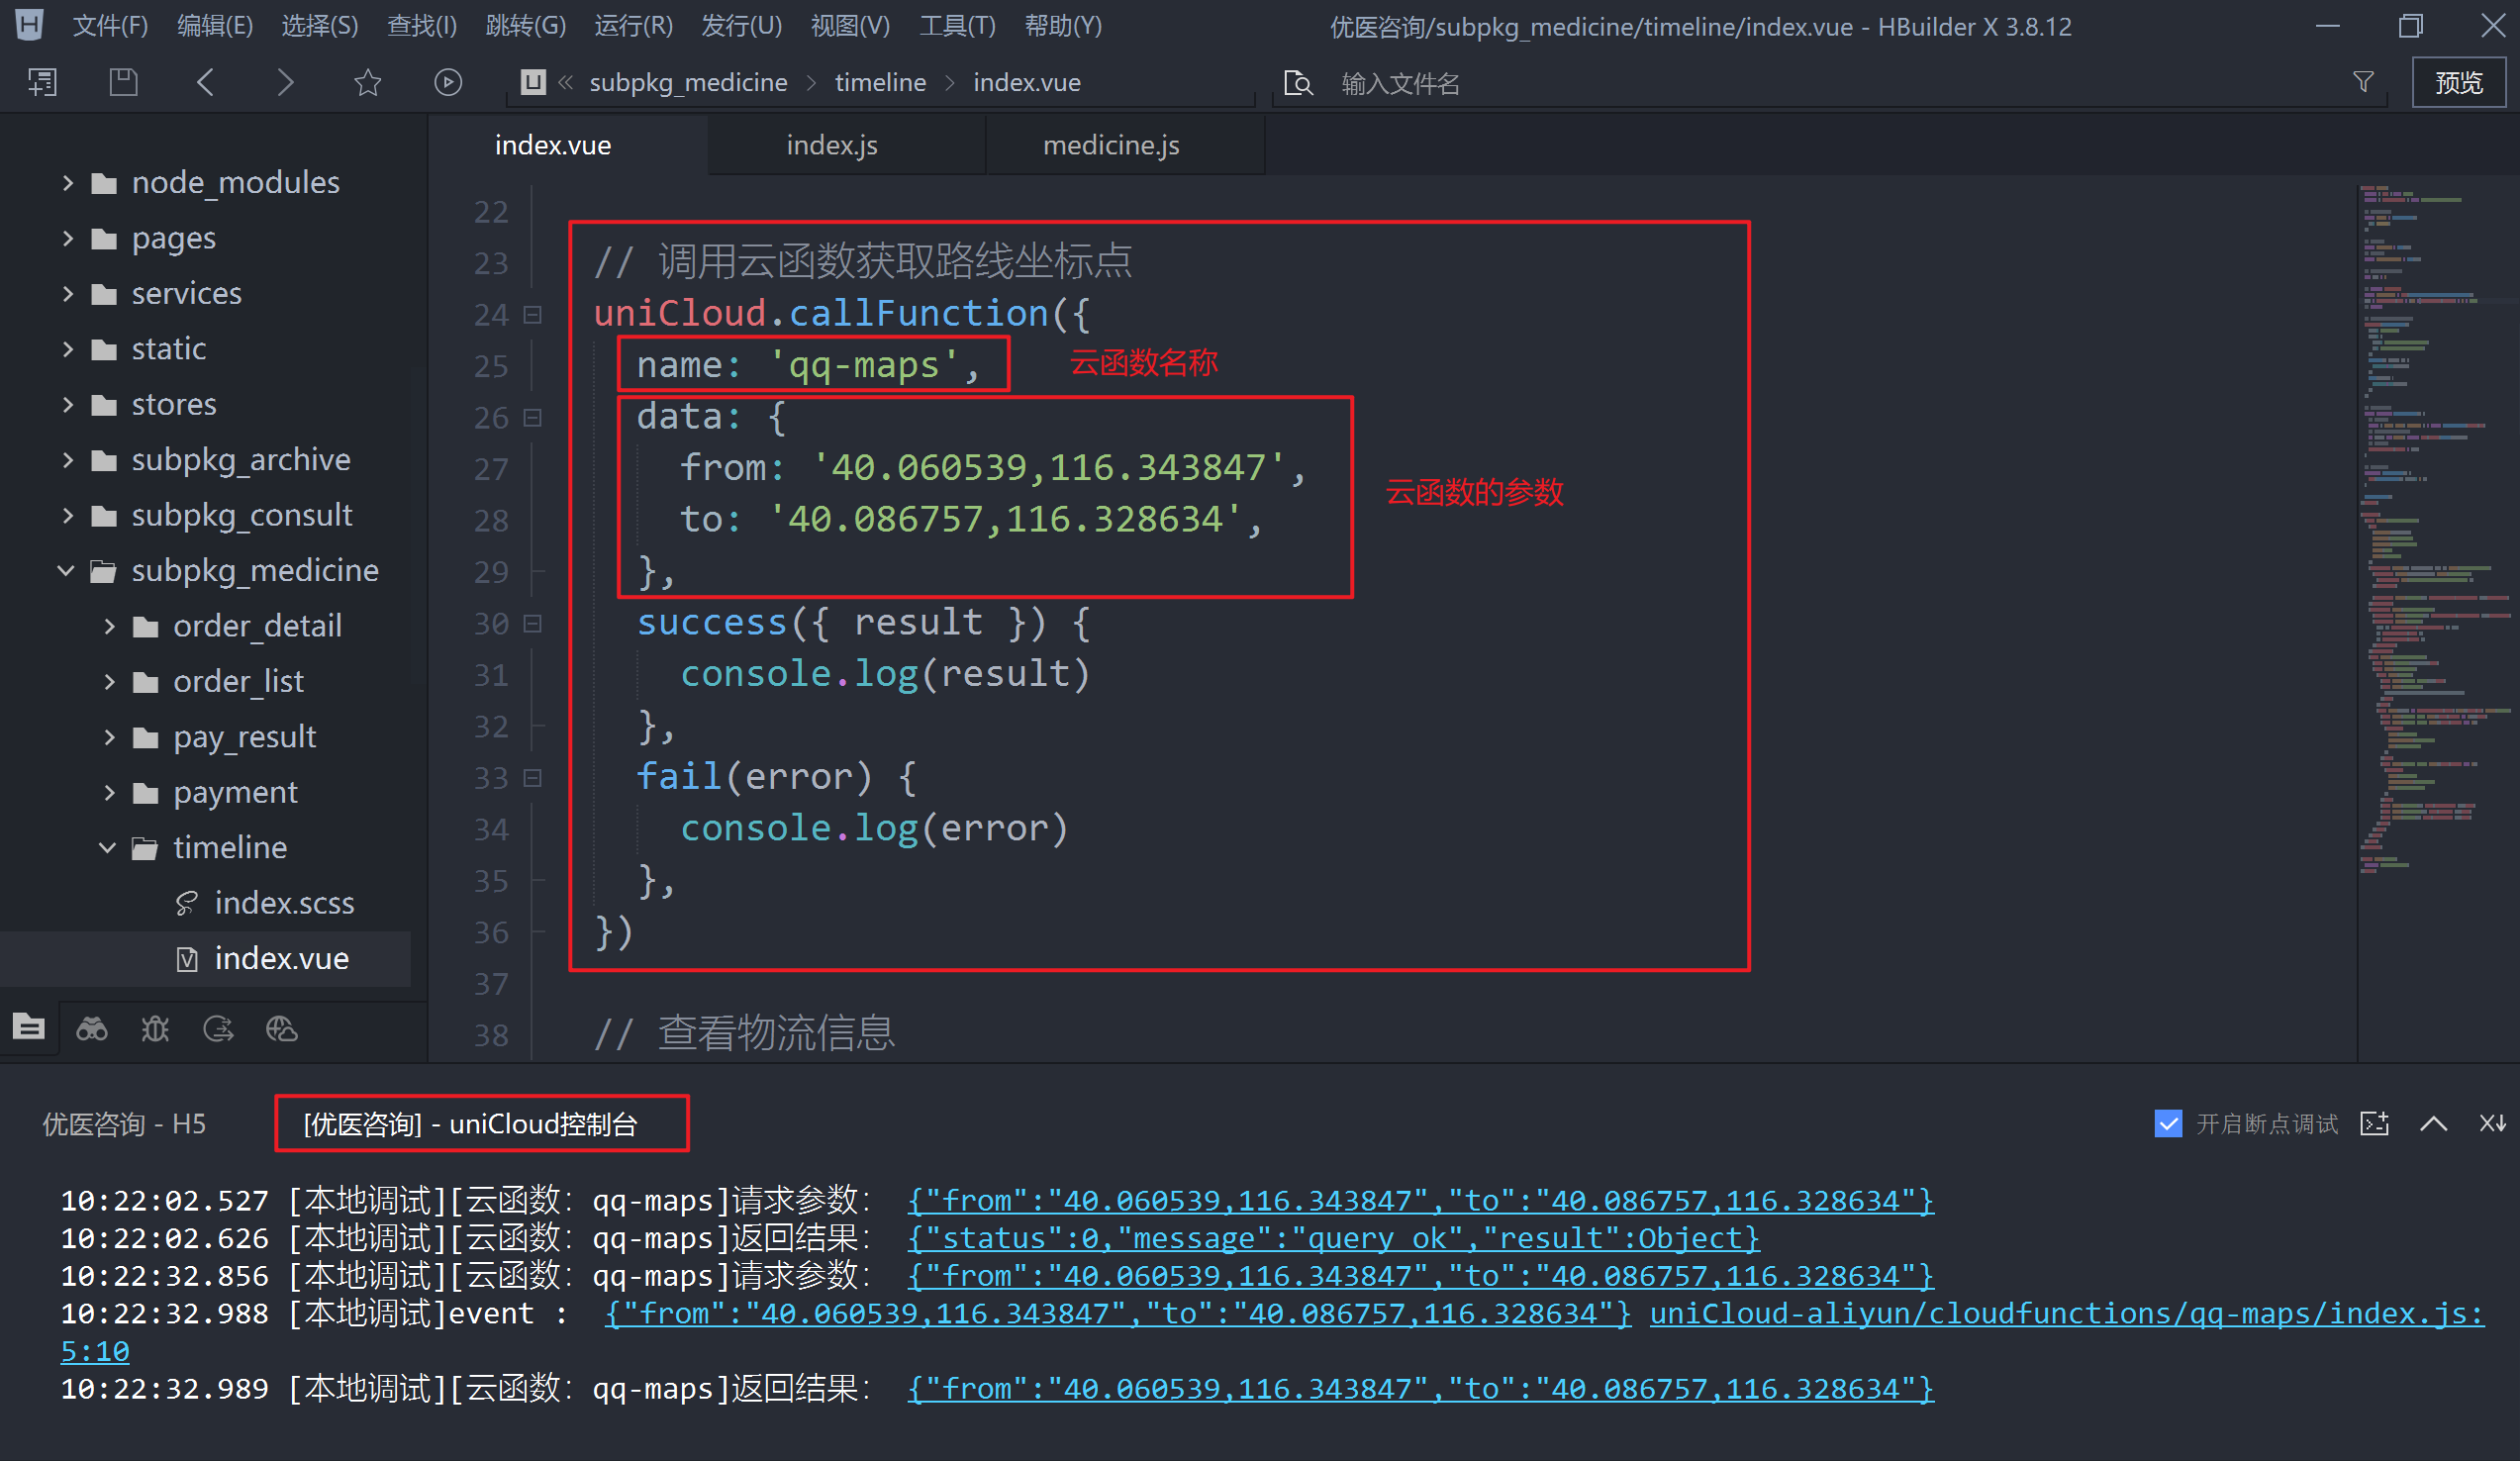 文件(F) 编辑(E) 选择(S) 查找(I) 跳转(G) 运行(R) 发行(U) 视图(V) 工具(T) 帮助(Y) 优医咨询/subpkg_medicine/timeline/index.vue - HBuilder X 3.8.12
subpkg_medicine timeline index.vue 输入文件名 预览
index.vue index.js medicine.js
node_modules
pages
services
static
stores
subpkg_archive
subpkg_consult
subpkg_medicine
order_detail
order_list
pay_result
payment
timeline
index.scss
index.vue
22
23 // 调用云函数获取路线坐标点
24 uniCloud.callFunction({
25 name: 'qq-maps', 云函数名称
26 data: {
27 from: '40.060539,116.343847',
云函数的参数
28 to: '40.086757,116.328634',
29 },
30 success({ result }) {
31 console.log(result)
32 },
33 fail(error) {
34 console.log(error)
35 },
36 })
37
38 // 查看物流信息
优医咨询 - H5 [优医咨询] - uniCloud控制台 开启断点调试
10:22:02.527 [本地调试][云函数: qq-maps]请求参数: {"from":"40.060539,116.343847","to":"40.086757,116.328634"}
10:22:02.626 [本地调试][云函数: qq-maps]返回结果: {"status":0,"message":"query ok","result":Object}
10:22:32.856 [本地调试][云函数: qq-maps]请求参数: {"from":"40.060539,116.343847","to":"40.086757,116.328634"}
10:22:32.988 [本地调试]event : {"from":"40.060539,116.343847","to":"40.086757,116.328634"} uniCloud-aliyun/cloudfunctions/qq-maps/index.js:
5:10
10:22:32.989 [本地调试][云函数: qq-maps]返回结果: {"from":"40.060539,116.343847","to":"40.086757,116.328634"}